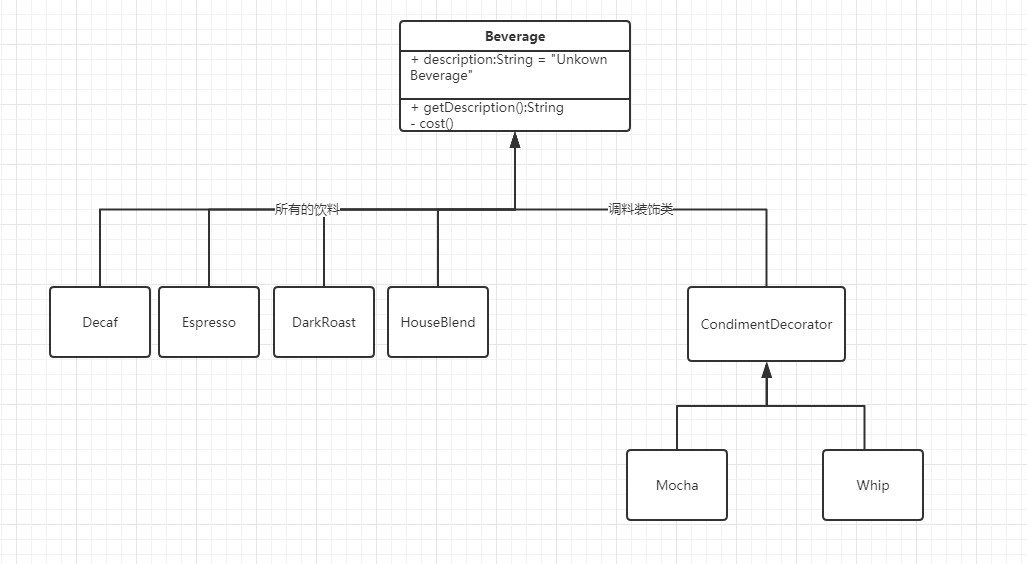 Beverage
+ description:String = "Unkown
Beverage"
+ getDescription():String
- cost()
所有的饮料
调料装饰类
Decaf
Espresso
DarkRoast
HouseBlend
CondimentDecorator
Mocha
Whip